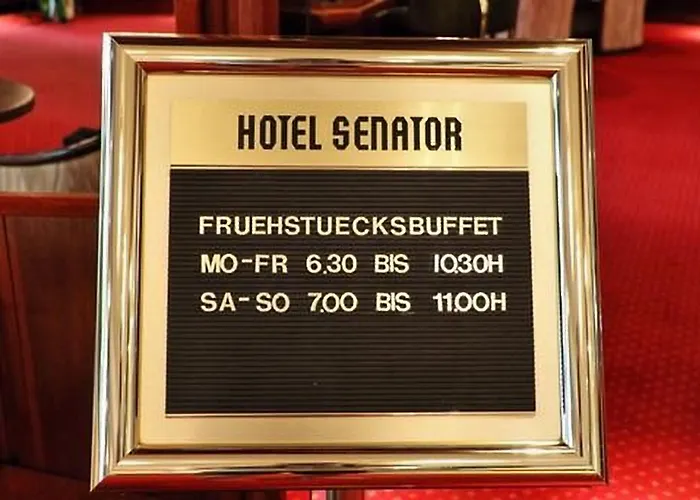 HOTEL SENATOR
FRUEHSTUECKSBUFFET
MO-FR 6.30 BIS 10.30H
SA-SO 7.00 BIS 11.00H